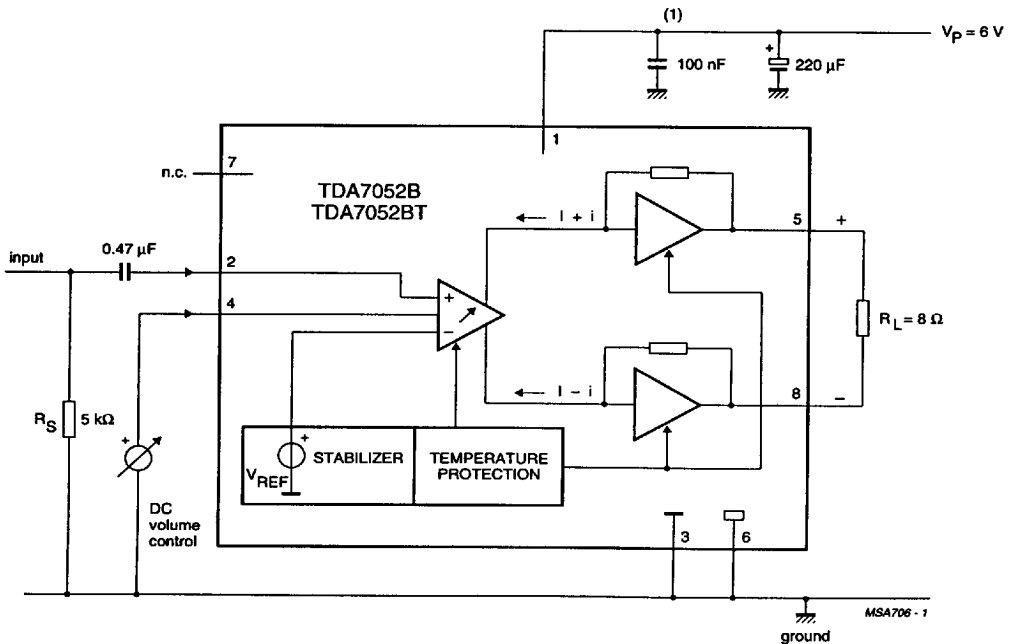 (1)
V_P = 6 V
+
100 nF
220 µF
1
7
n.c.
TDA7052B
TDA7052BT
I + i
5
+
0.47 µF
input
2
4
+
−
R_L = 8 Ω
I − i
8
−
R_S
5 kΩ
+
+
V_REF
STABILIZER
TEMPERATURE
PROTECTION
DC
volume
control
3
6
MSA706 - 1
ground